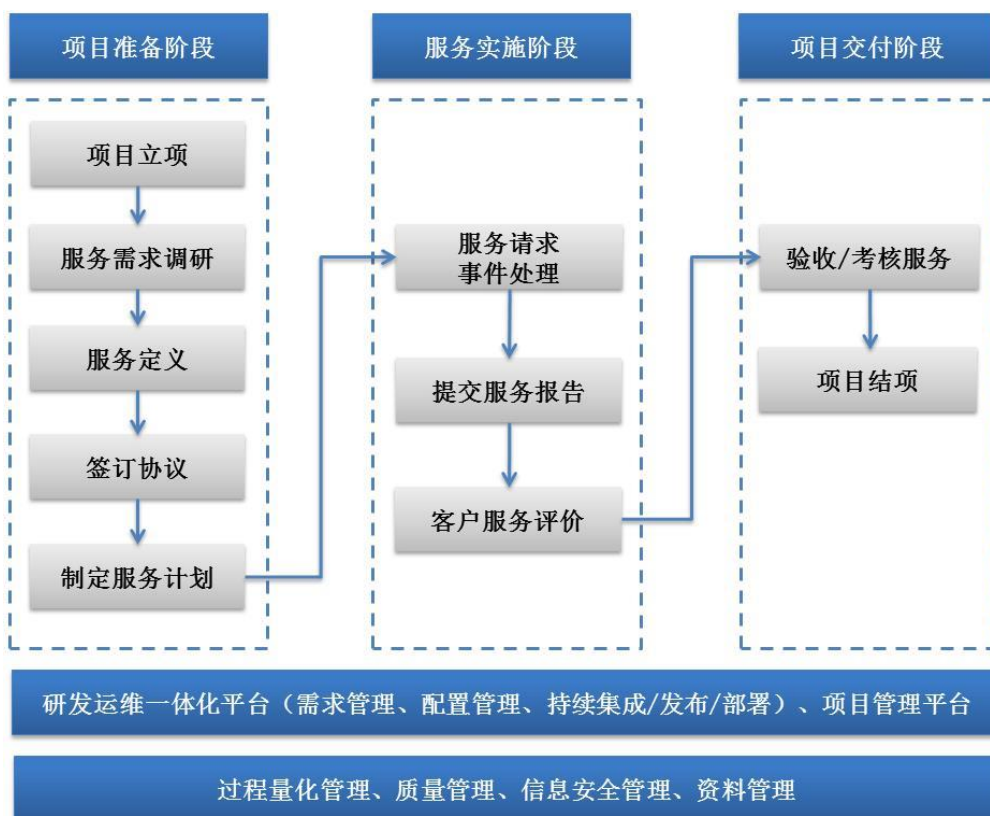 项目准备阶段
服务实施阶段
项目交付阶段
项目立项
服务需求调研
服务定义
签订协议
制定服务计划
服务请求
事件处理
提交服务报告
客户服务评价
验收/考核服务
项目结项
研发运维一体化平台（需求管理、配置管理、持续集成/发布/部署）、项目管理平台
过程量化管理、质量管理、信息安全管理、资料管理